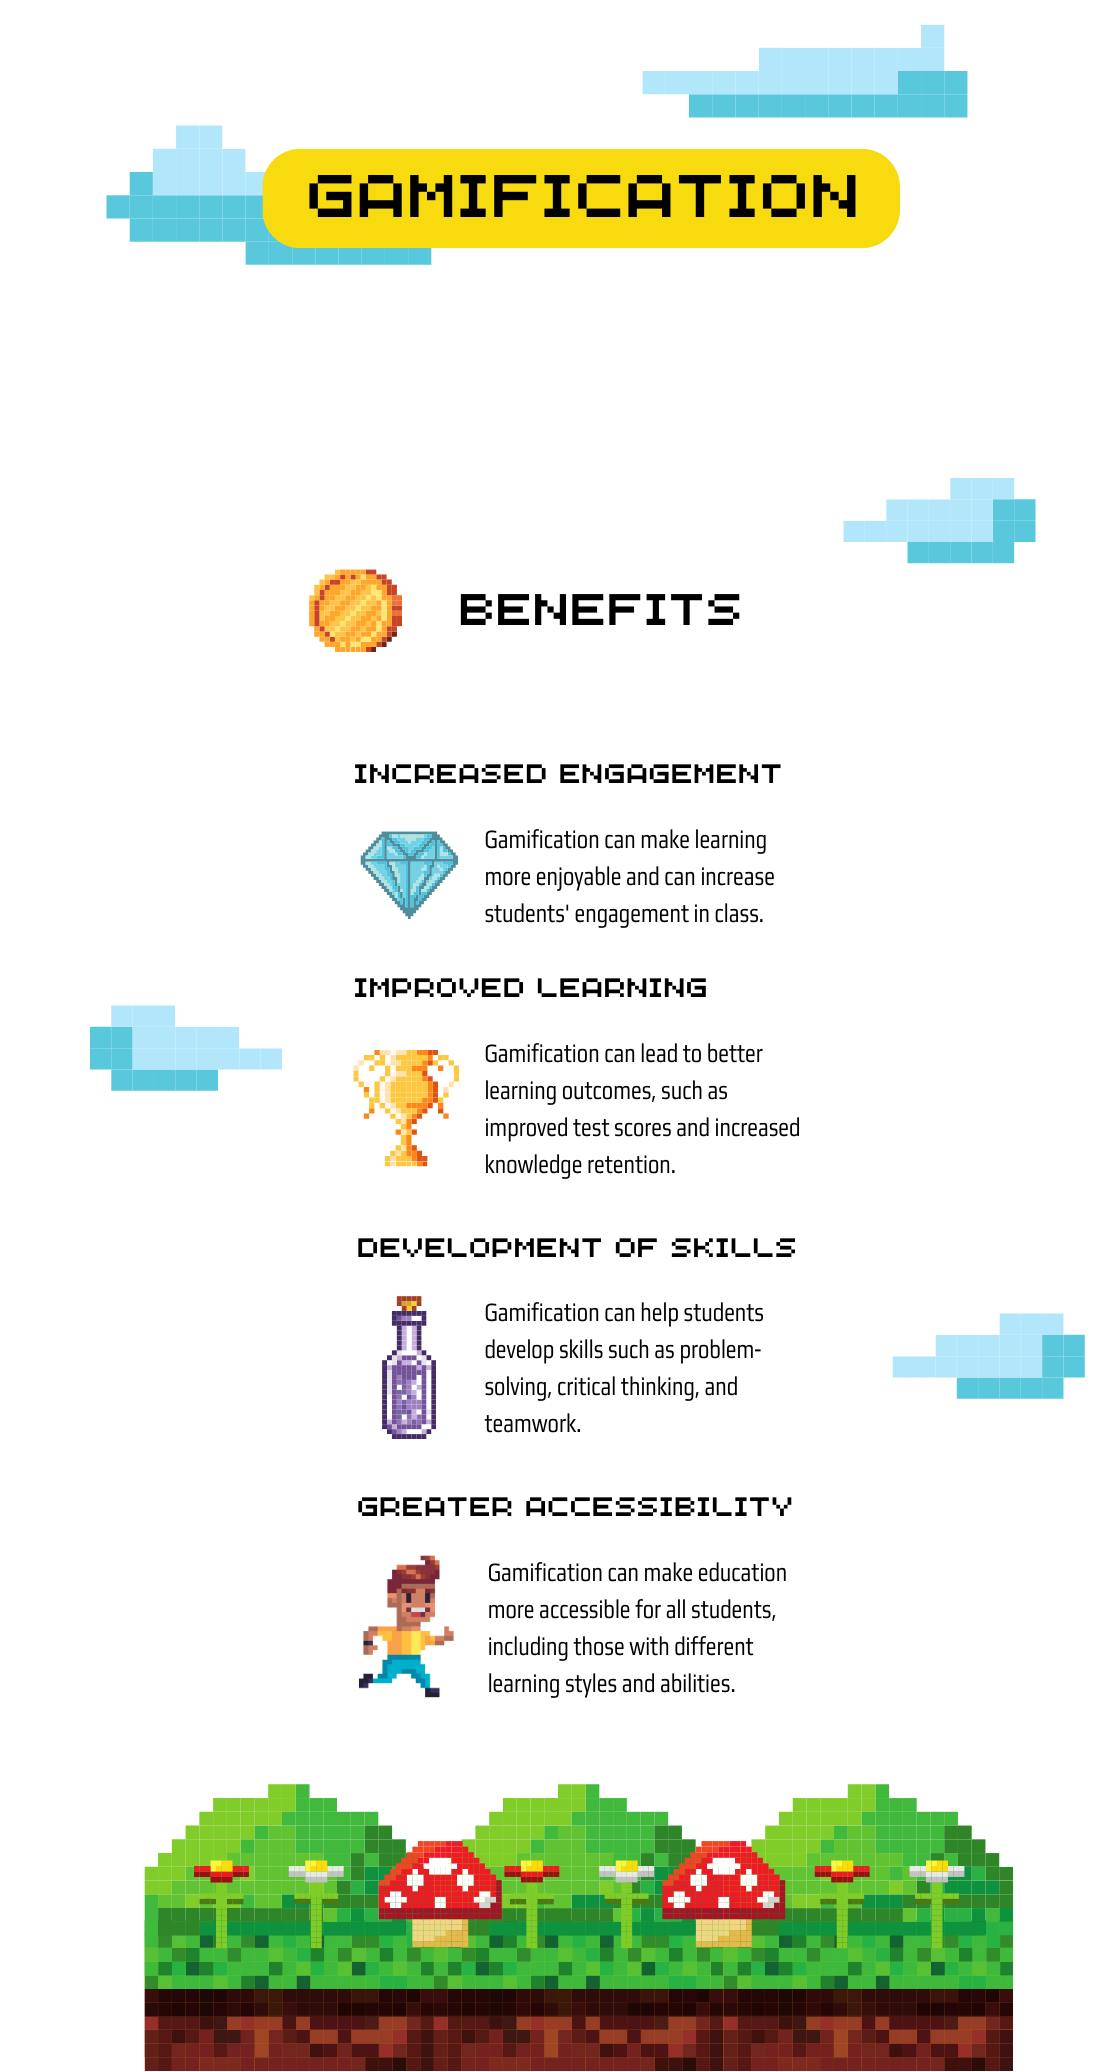 GAMIFICATION
BENEFITS
INCREASED ENGAGEMENT
Gamification can make learning
more enjoyable and can increase
students' engagement in class.
IMPROVED LEARNING
Gamification can lead to better
learning outcomes, such as
improved test scores and increased
knowledge retention.
DEVELOPMENT OF SKILLS
Gamification can help students
develop skills such as problem-
solving, critical thinking, and
teamwork.
GREATER ACCESSIBILITY
Gamification can make education
more accessible for all students,
including those with different
learning styles and abilities.